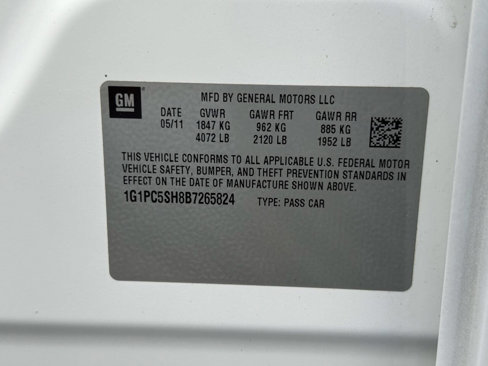 GM
MFD BY GENERAL MOTORS LLC
DATE GVWR GAWR FRT GAWR RR
05/11 1847 KG 962 KG 885 KG
4072 LB 2120 LB 1952 LB
THIS VEHICLE CONFORMS TO ALL APPLICABLE U.S. FEDERAL MOTOR
VEHICLE SAFETY, BUMPER, AND THEFT PREVENTION STANDARDS IN
EFFECT ON THE DATE OF MANUFACTURE SHOWN ABOVE.
1G1PC5SH8B7265824 TYPE: PASS CAR